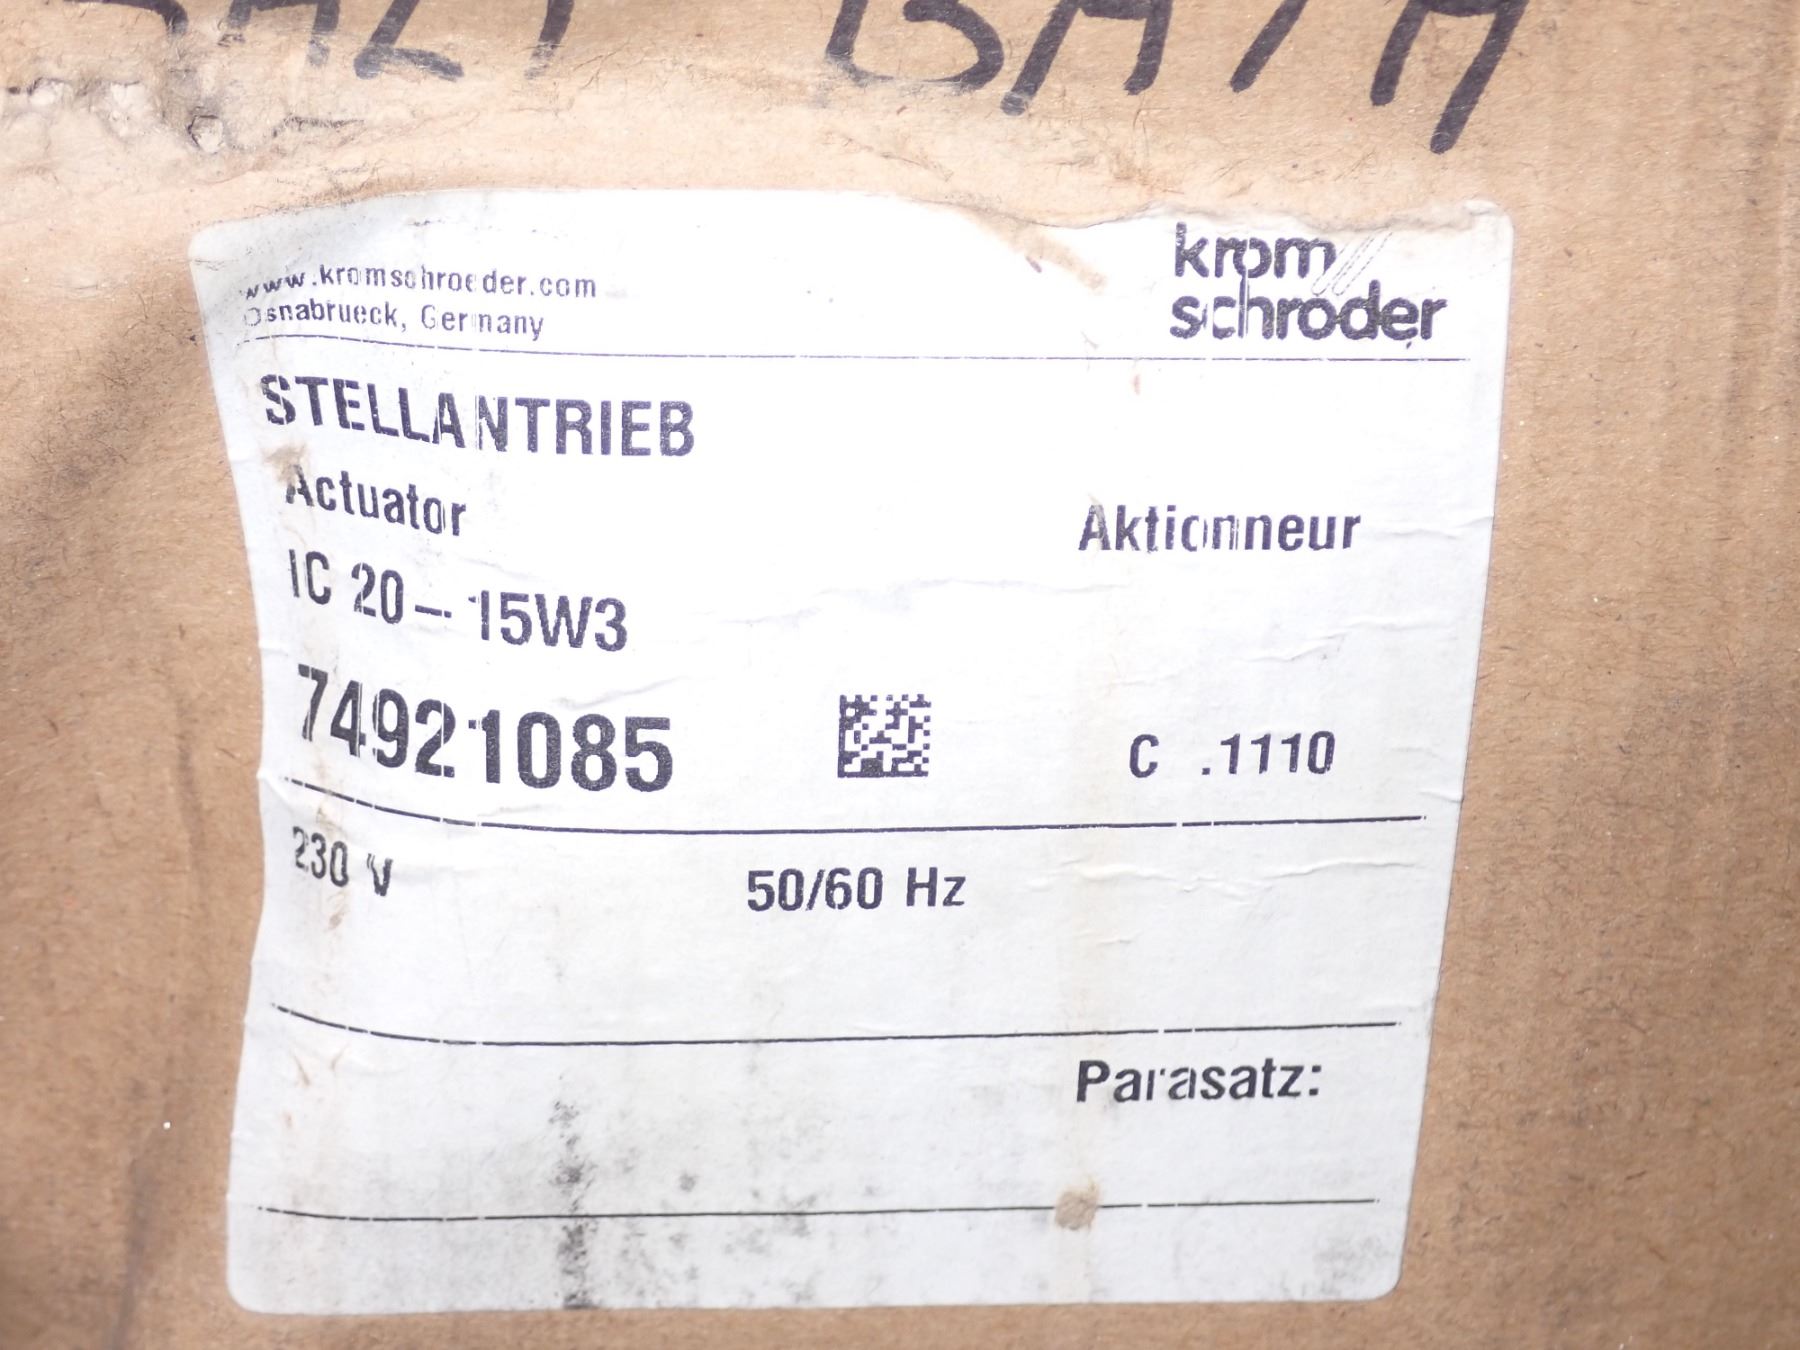 www.kromschroeder.com
Osnabrueck, Germany
krom
schroder
STELLANTRIEB
Actuator
Aktionneur
IC 20 – 15W3
74921085
C .1110
230 V
50/60 Hz
Parasatz: